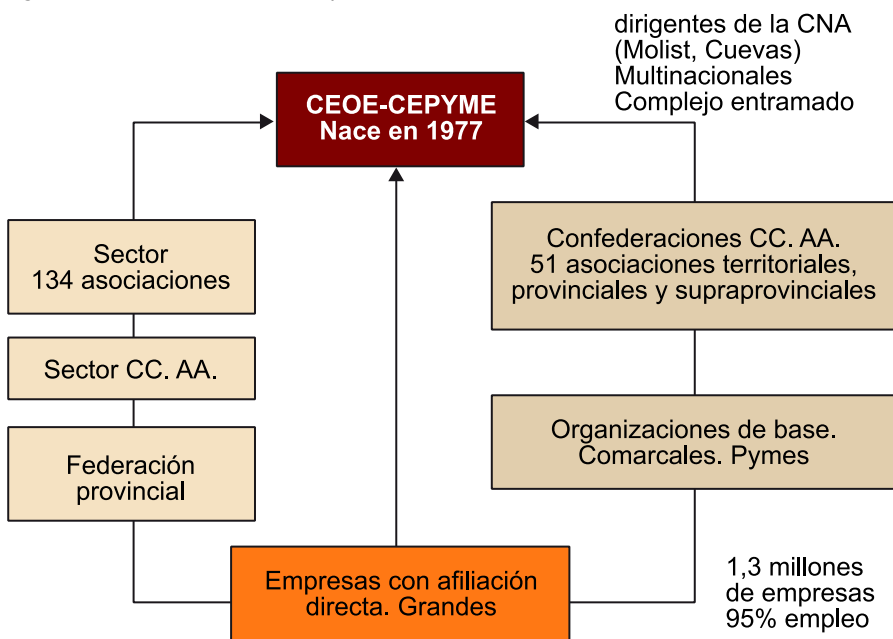 dirigentes de la CNA
(Molist, Cuevas)
Multinacionales
Complejo entramado
CEOE-CEPYME
Nace en 1977
Sector
134 asociaciones
Sector CC. AA.
Federación
provincial
Confederaciones CC. AA.
51 asociaciones territoriales,
provinciales y supraprovinciales
Organizaciones de base.
Comarcales. Pymes
Empresas con afiliación
directa. Grandes
1,3 millones
de empresas
95% empleo